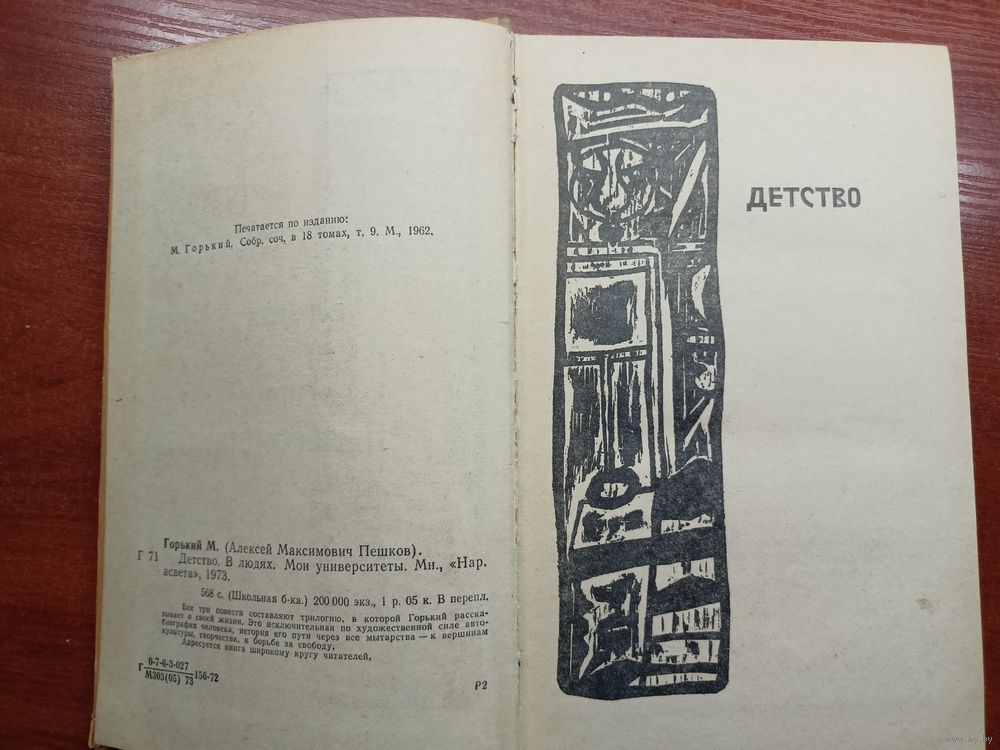 Печатается по изданию:
М. Горький, Собр. соч, в 18 томах, т. 9. М., 1962.
Горький М. (Алексей Максимович Пешков).
Г 71 Детство. В людях. Мои университеты. Мн., «Нар.
асвета», 1973.
568 с. (Школьная б-ка.) 200 000 экз., 1 р. 05 к. В перепл.
Все три повести составляют трилогию, в которой Горький расска-
зывает о своей жизни. Это исключительная по художественной силе авто-
биография человека, история его пути через все мытарства — к вершинам
культуры, творчества, к борьбе за свободу.
Адресуется книга широкому кругу читателей.
Г 0-7-6-3-027
М303(05) 73 156-72
Р2
ДЕТСТВО
www.ay.by